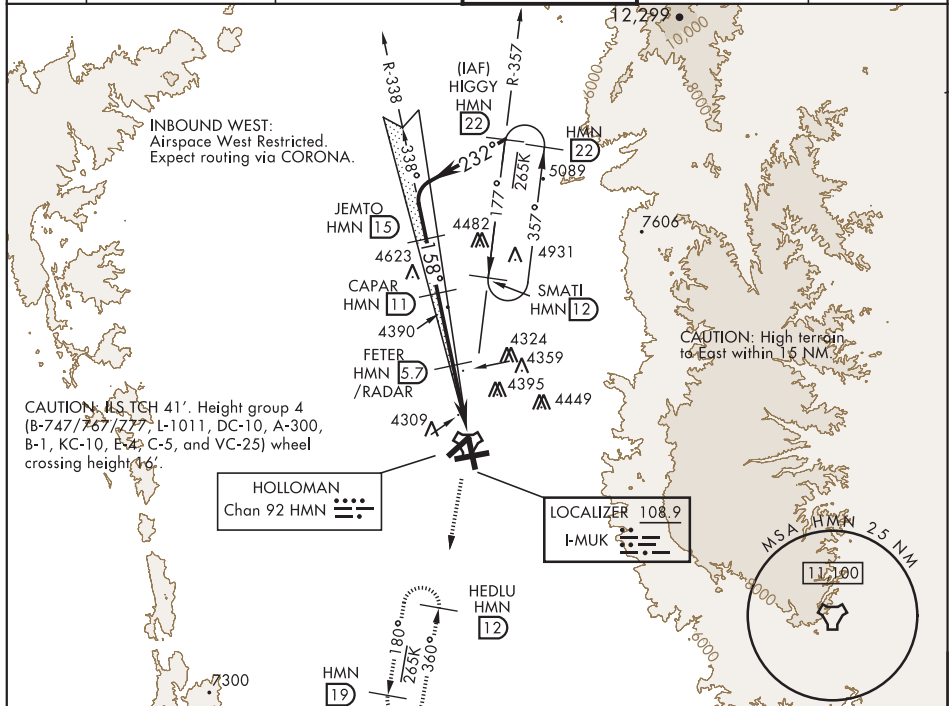 12,299
10,000
6000
8000
R-338
R-357
(IAF)
HIGGY
HMN
22
HMN
22
INBOUND WEST:
Airspace West Restricted.
Expect routing via CORONA.
338°
232°
265K
5089
177°
357°
JEMTO
HMN 15
4482
4931
7606
158°
4623
CAPAR
HMN 11
SMATI
HMN 12
4390
4324
4359
CAUTION: High terrain
to East within 15 NM.
FETER
HMN 5.7
/RADAR
4395
4449
CAUTION: ILS TCH 41'. Height group 4
(B-747/767/777, L-1011, DC-10, A-300,
B-1, KC-10, E-4, C-5, and VC-25) wheel
crossing height 16'.
4309
HOLLOMAN
Chan 92 HMN
LOCALIZER 108.9
I-MUK
MSA HMN 25 NM
11,100
8000
6000
HEDLU
HMN
12
180°
265K
360°
HMN
19
7300